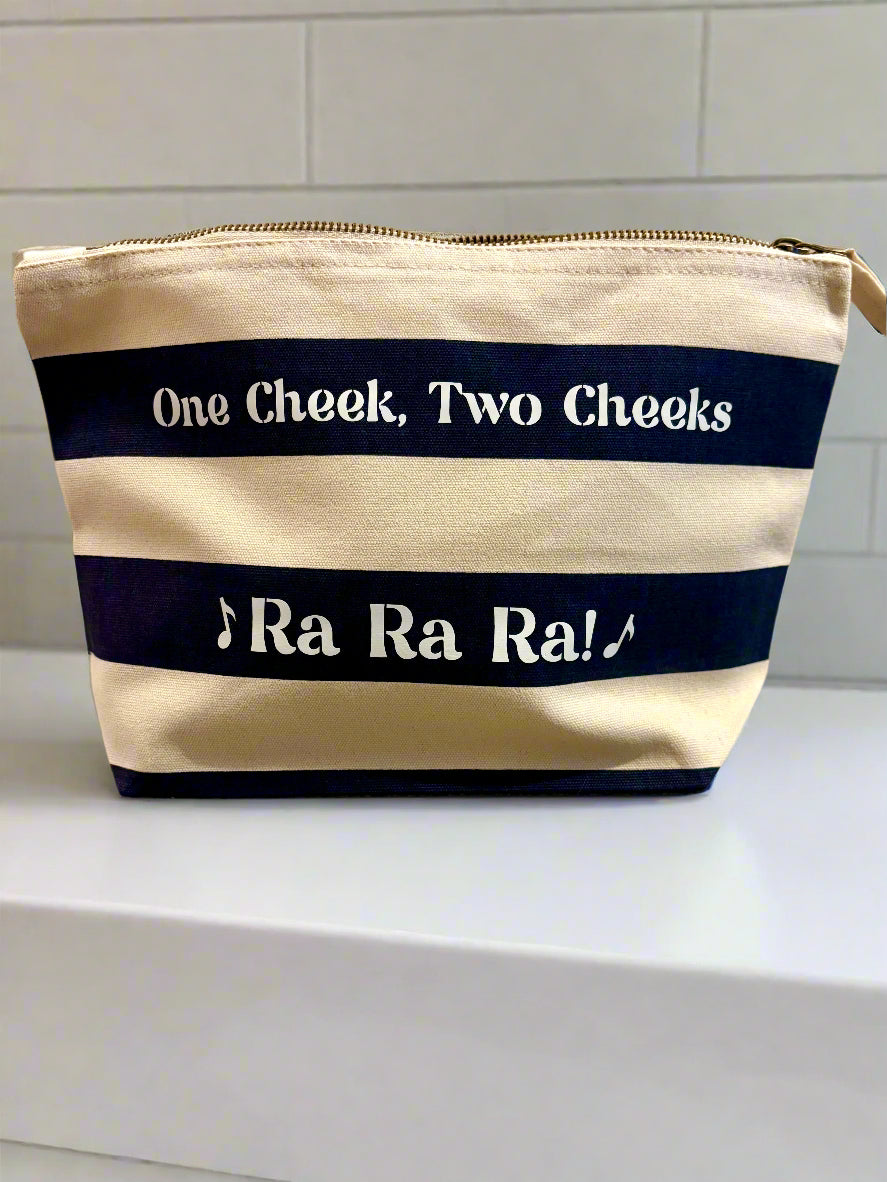 One Cheek, Two Cheeks
♪Ra Ra Ra!♪